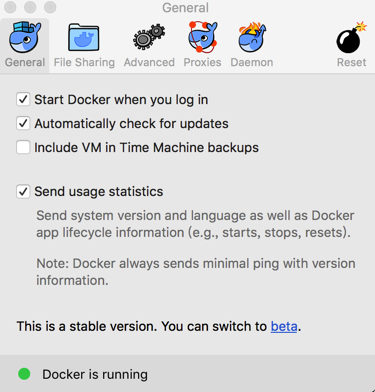 General
General
File Sharing
Advanced
Proxies
Daemon
Reset
Start Docker when you log in
Automatically check for updates
Include VM in Time Machine backups
Send usage statistics
Send system version and language as well as Docker
app lifecycle information (e.g., starts, stops, resets).
Note: Docker always sends minimal ping with version
information.
This is a stable version. You can switch to beta.
Docker is running